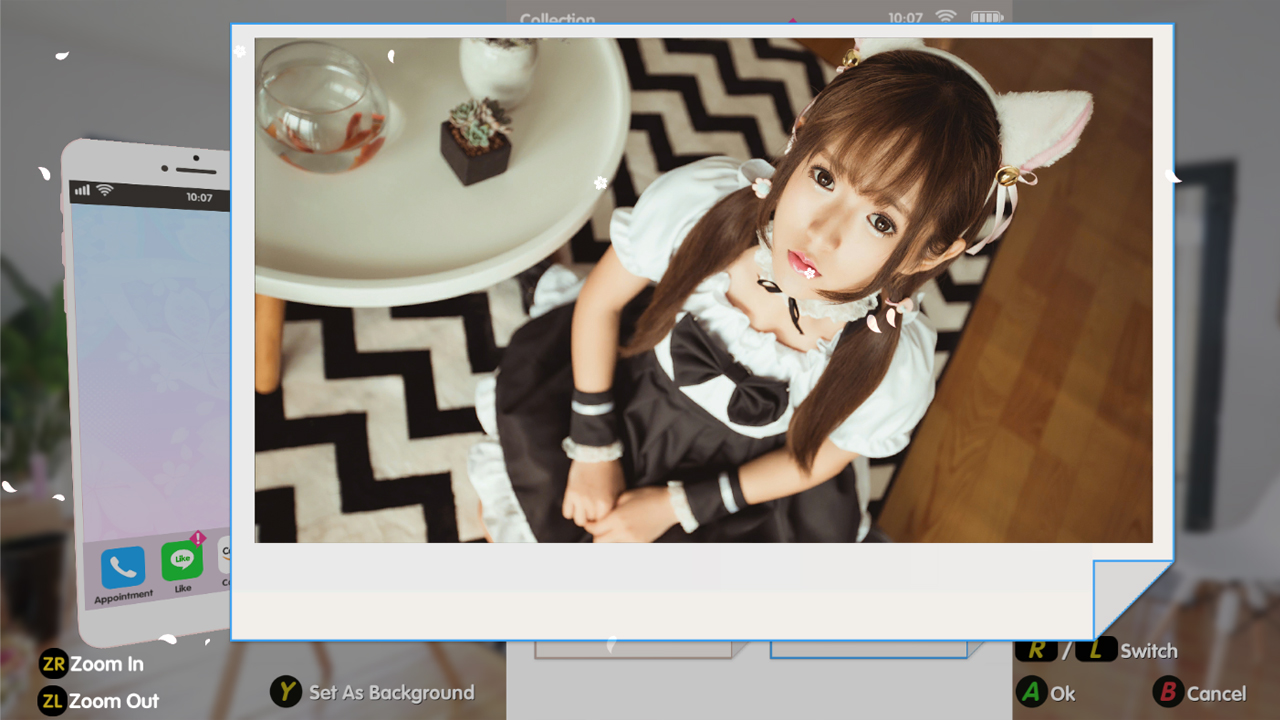 Collection
10:07
10:07
Like
Appointment
Like
ZR Zoom In
ZL Zoom Out
Y Set As Background
R / L Switch
A Ok
B Cancel